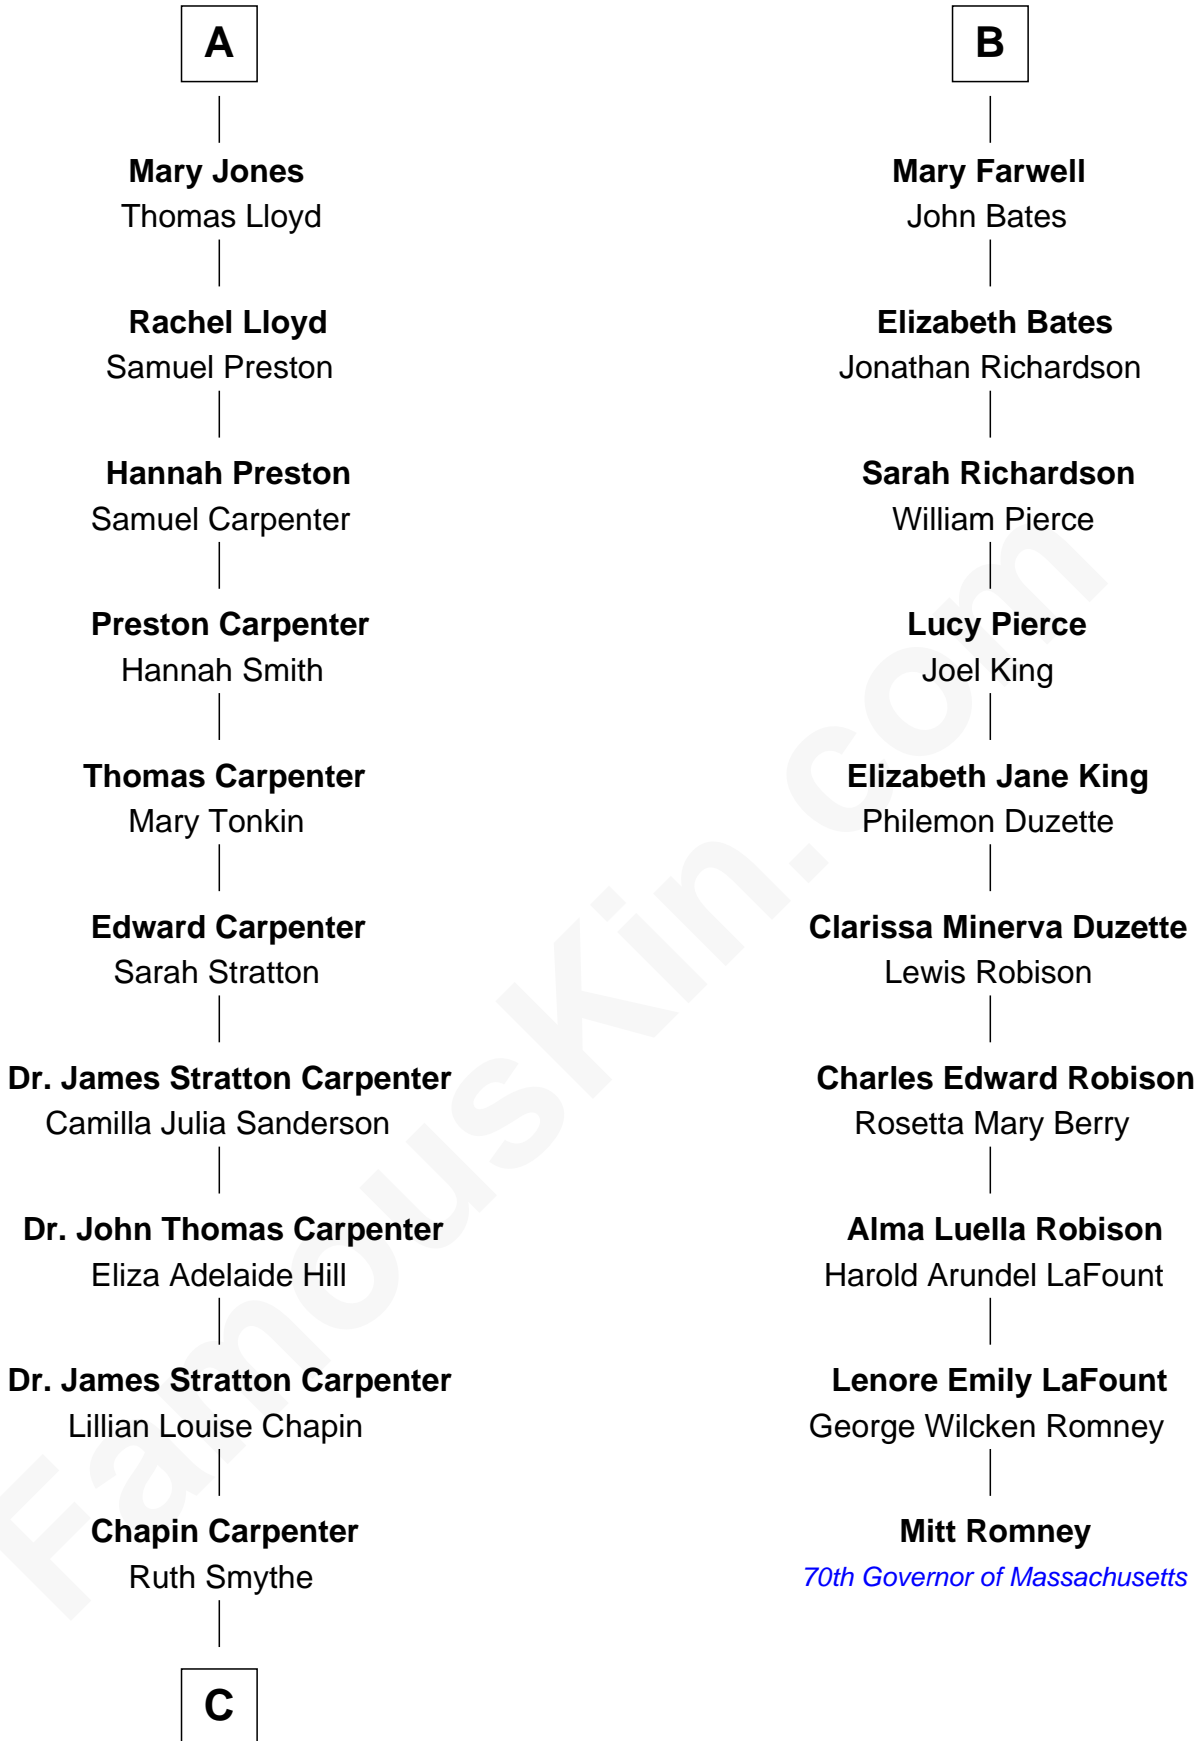 A
Mary Jones
Thomas Lloyd
Rachel Lloyd
Samuel Preston
Hannah Preston
Samuel Carpenter
Preston Carpenter
Hannah Smith
Thomas Carpenter
Mary Tonkin
Edward Carpenter
Sarah Stratton
Dr. James Stratton Carpenter
Camilla Julia Sanderson
Dr. John Thomas Carpenter
Eliza Adelaide Hill
Dr. James Stratton Carpenter
Lillian Louise Chapin
Chapin Carpenter
Ruth Smythe
C
B
Mary Farwell
John Bates
Elizabeth Bates
Jonathan Richardson
Sarah Richardson
William Pierce
Lucy Pierce
Joel King
Elizabeth Jane King
Philemon Duzette
Clarissa Minerva Duzette
Lewis Robison
Charles Edward Robison
Rosetta Mary Berry
Alma Luella Robison
Harold Arundel LaFount
Lenore Emily LaFount
George Wilcken Romney
Mitt Romney
70th Governor of Massachusetts
FamousKin.com